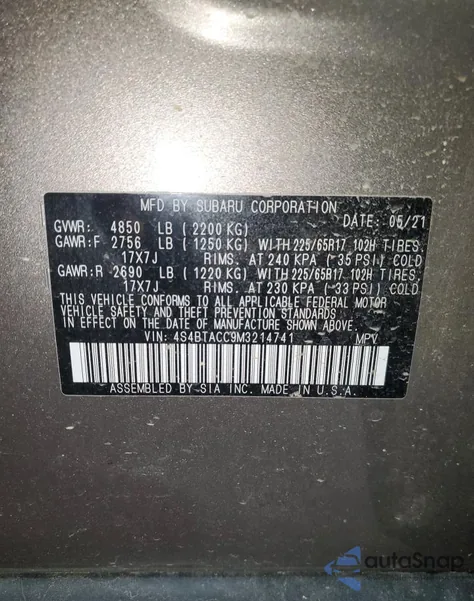 MFD BY SUBARU CORPORATION
DATE: 05/21
GVWR: 4850 LB (2200 KG)
GAWR:F 2756 LB (1250 KG) WITH 225/65R17 102H TIRES
17X7J RIMS, AT 240 KPA (35 PSI) COLD
GAWR:R 2690 LB (1220 KG) WITH 225/65R17 102H TIRES
17X7J RIMS, AT 230 KPA (33 PSI) COLD
THIS VEHICLE CONFORMS TO ALL APPLICABLE FEDERAL MOTOR
VEHICLE SAFETY AND THEFT PREVENTION STANDARDS
IN EFFECT ON THE DATE OF MANUFACTURE SHOWN ABOVE.
VIN: 4S4BTACC9M3214741 MPV
ASSEMBLED BY SIA INC. MADE IN U.S.A.
autoSnap